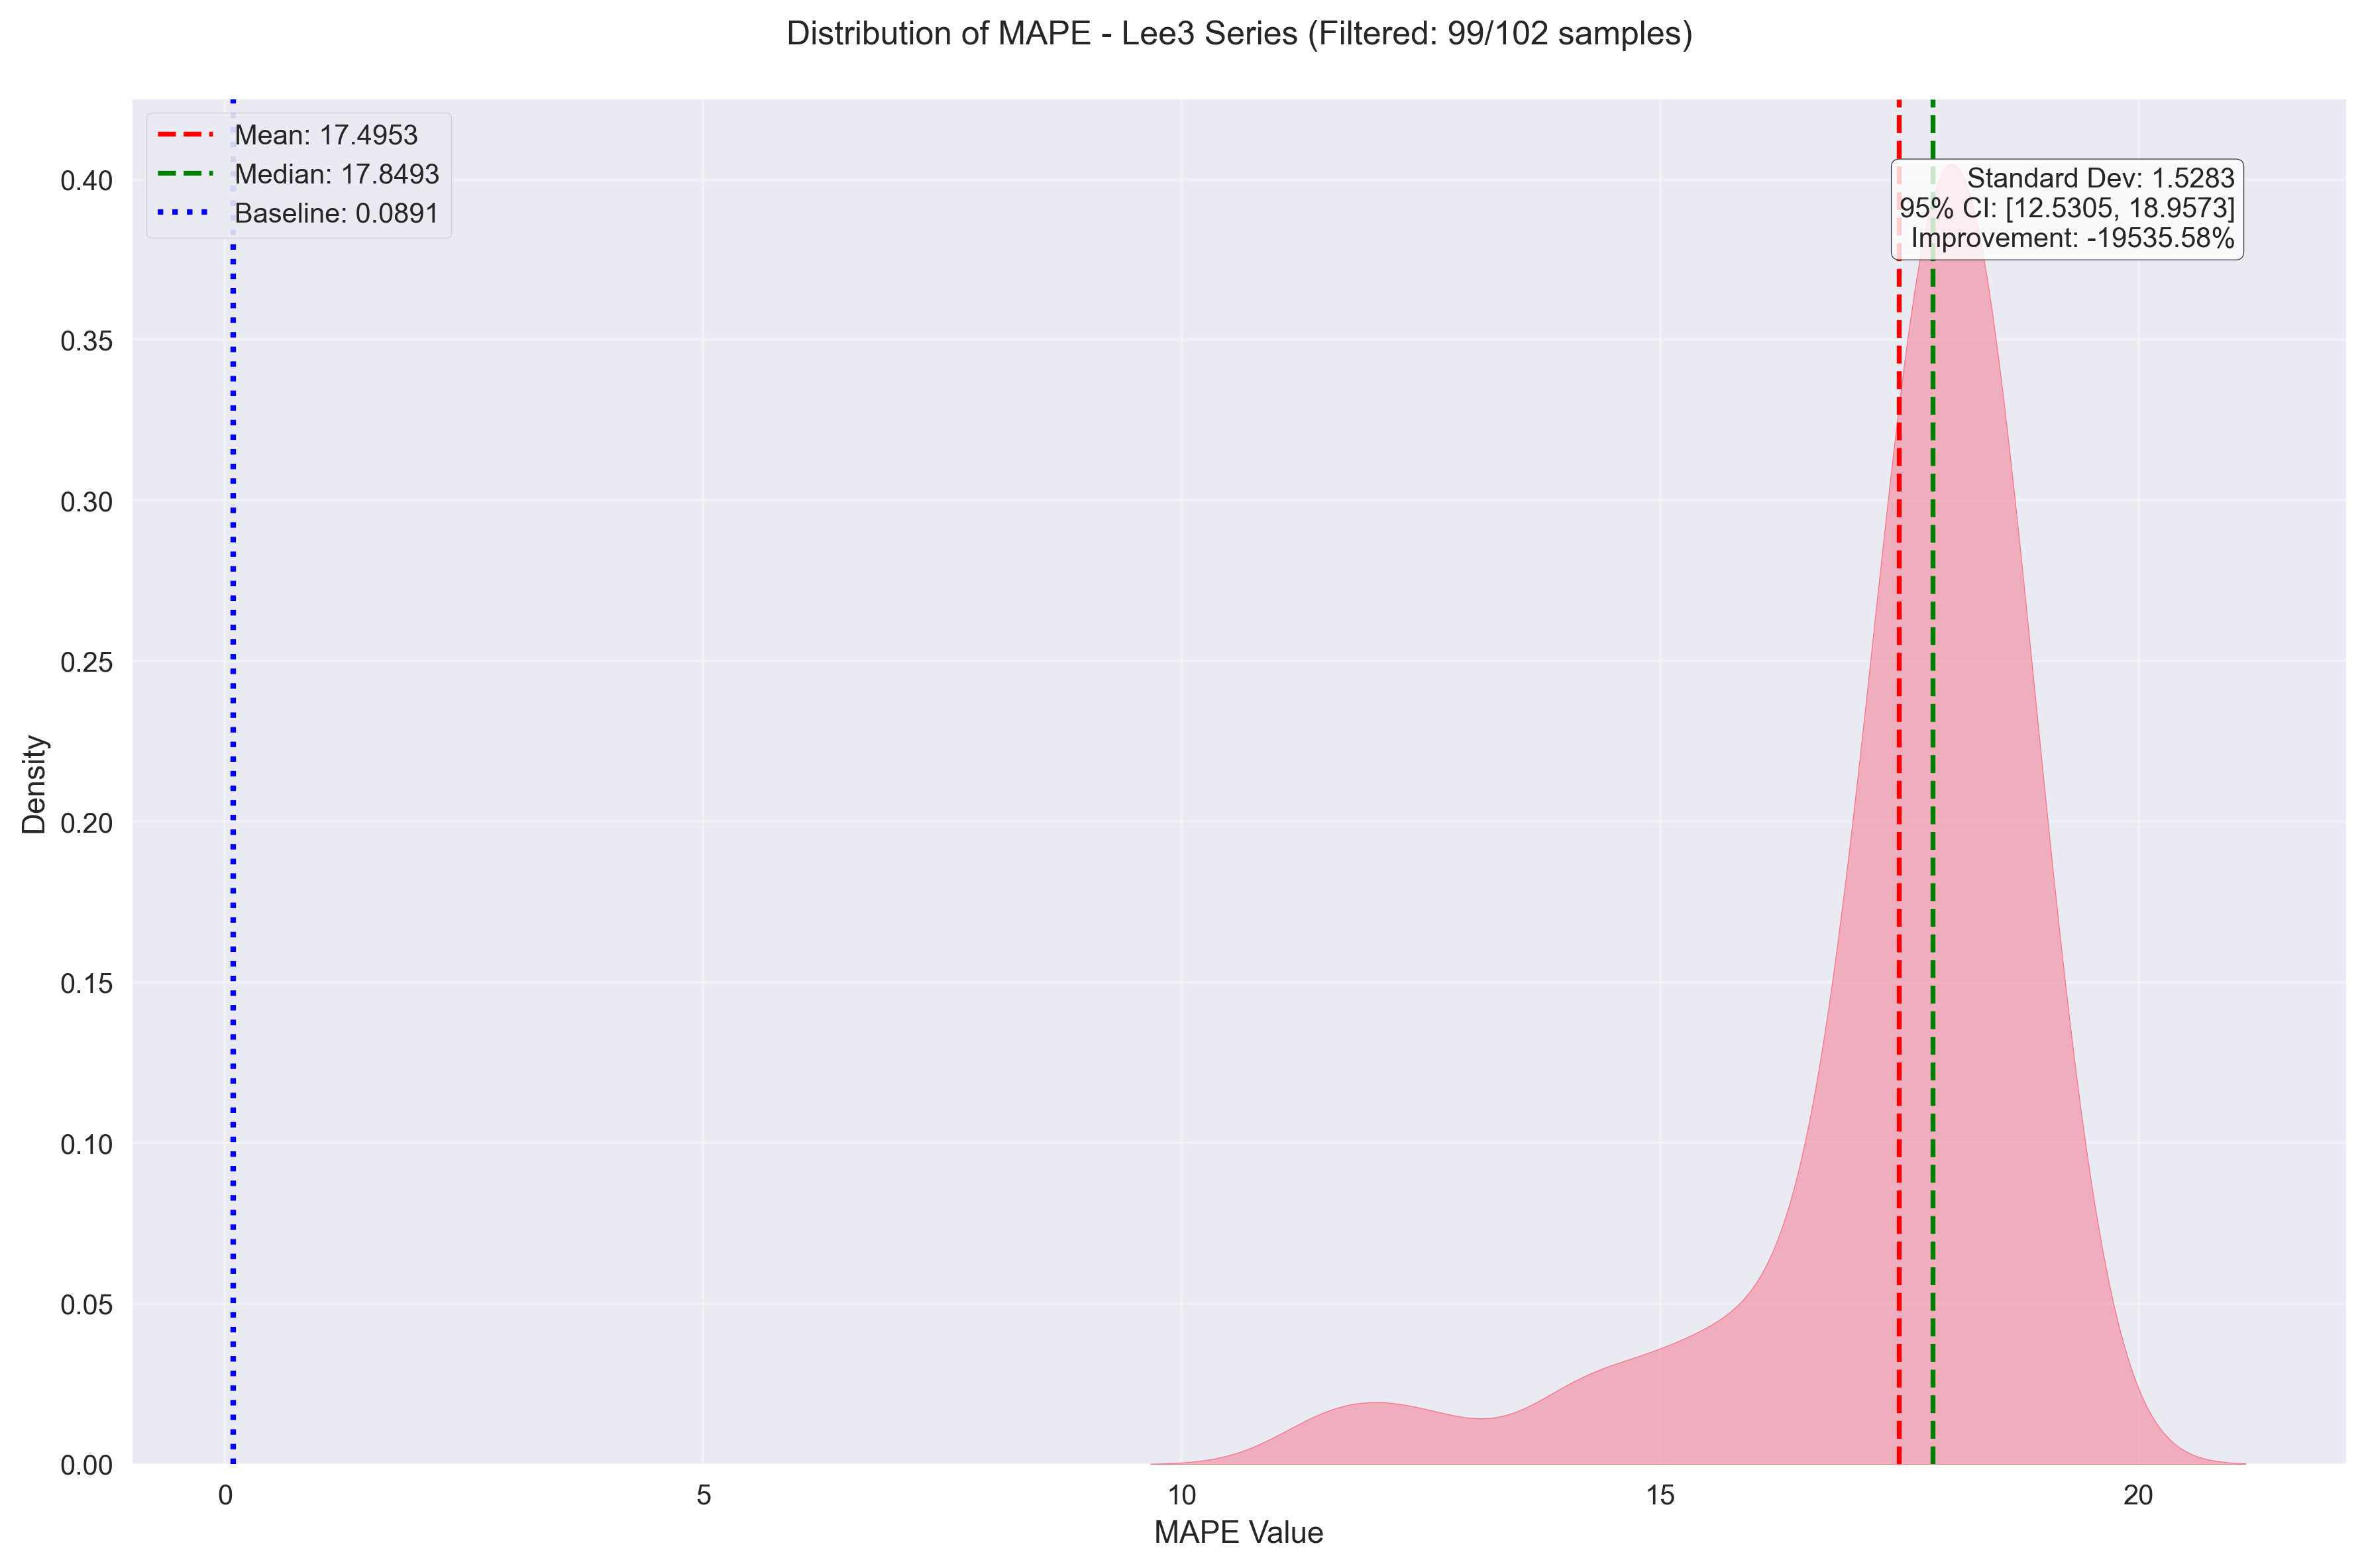 Distribution of MAPE - Lee3 Series (Filtered: 99/102 samples)
Mean: 17.4953
Median: 17.8493
Baseline: 0.0891
Standard Dev: 1.5283
95% CI: [12.5305, 18.9573]
Improvement: -19535.58%
0.40
0.35
0.30
0.25
0.20
0.15
0.10
0.05
0.00
Density
0 5 10 15 20
MAPE Value